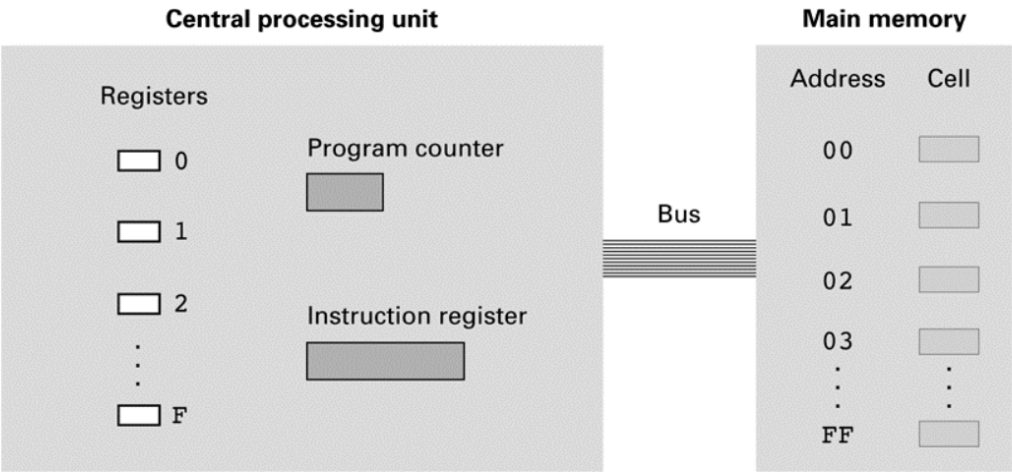 Central processing unit
Main memory
Registers
0
1
2
F
Program counter
Instruction register
Bus
Address Cell
00
01
02
03
FF